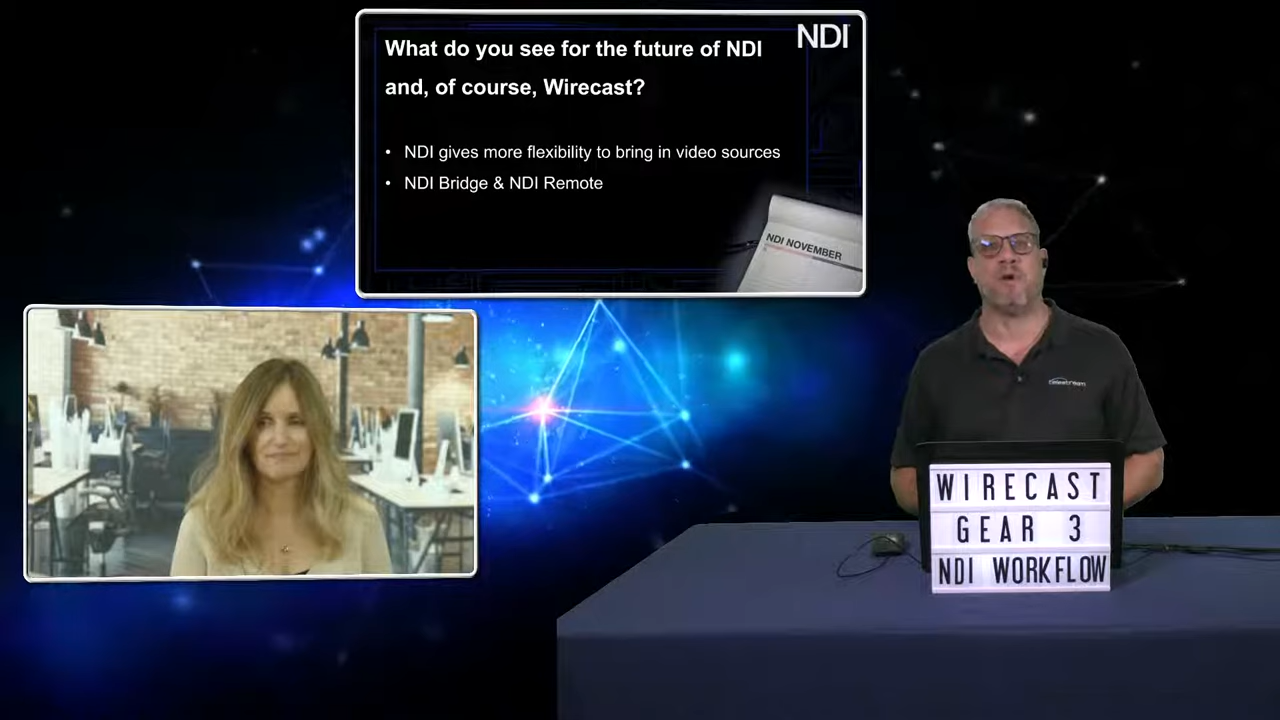 What do you see for the future of NDI
and, of course, Wirecast?
NDI
• NDI gives more flexibility to bring in video sources
• NDI Bridge & NDI Remote
NDI NOVEMBER
telestream
WIRECAST
GEAR 3
NDI WORKFLOW